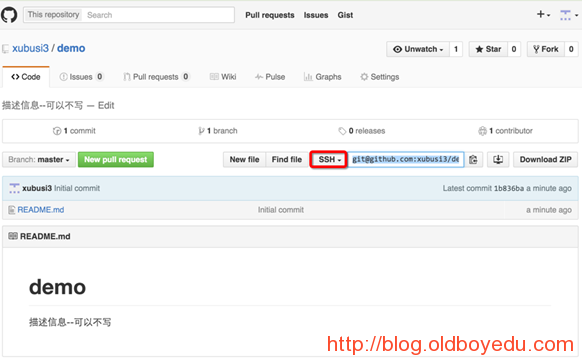 This repository Search Pull requests Issues Gist
xubusi3 / demo Unwatch 1 Star 0 Fork 0
Code Issues 0 Pull requests 0 Wiki Pulse Graphs Settings
描述信息--可以不写 — Edit
1 commit 1 branch 0 releases 1 contributor
Branch: master New pull request New file Find file SSH git@github.com:xubusi3/de Download ZIP
xubusi3 Initial commit Latest commit 1b836ba a minute ago
README.md Initial commit a minute ago
README.md
demo
描述信息--可以不写
http://blog.oldboyedu.com